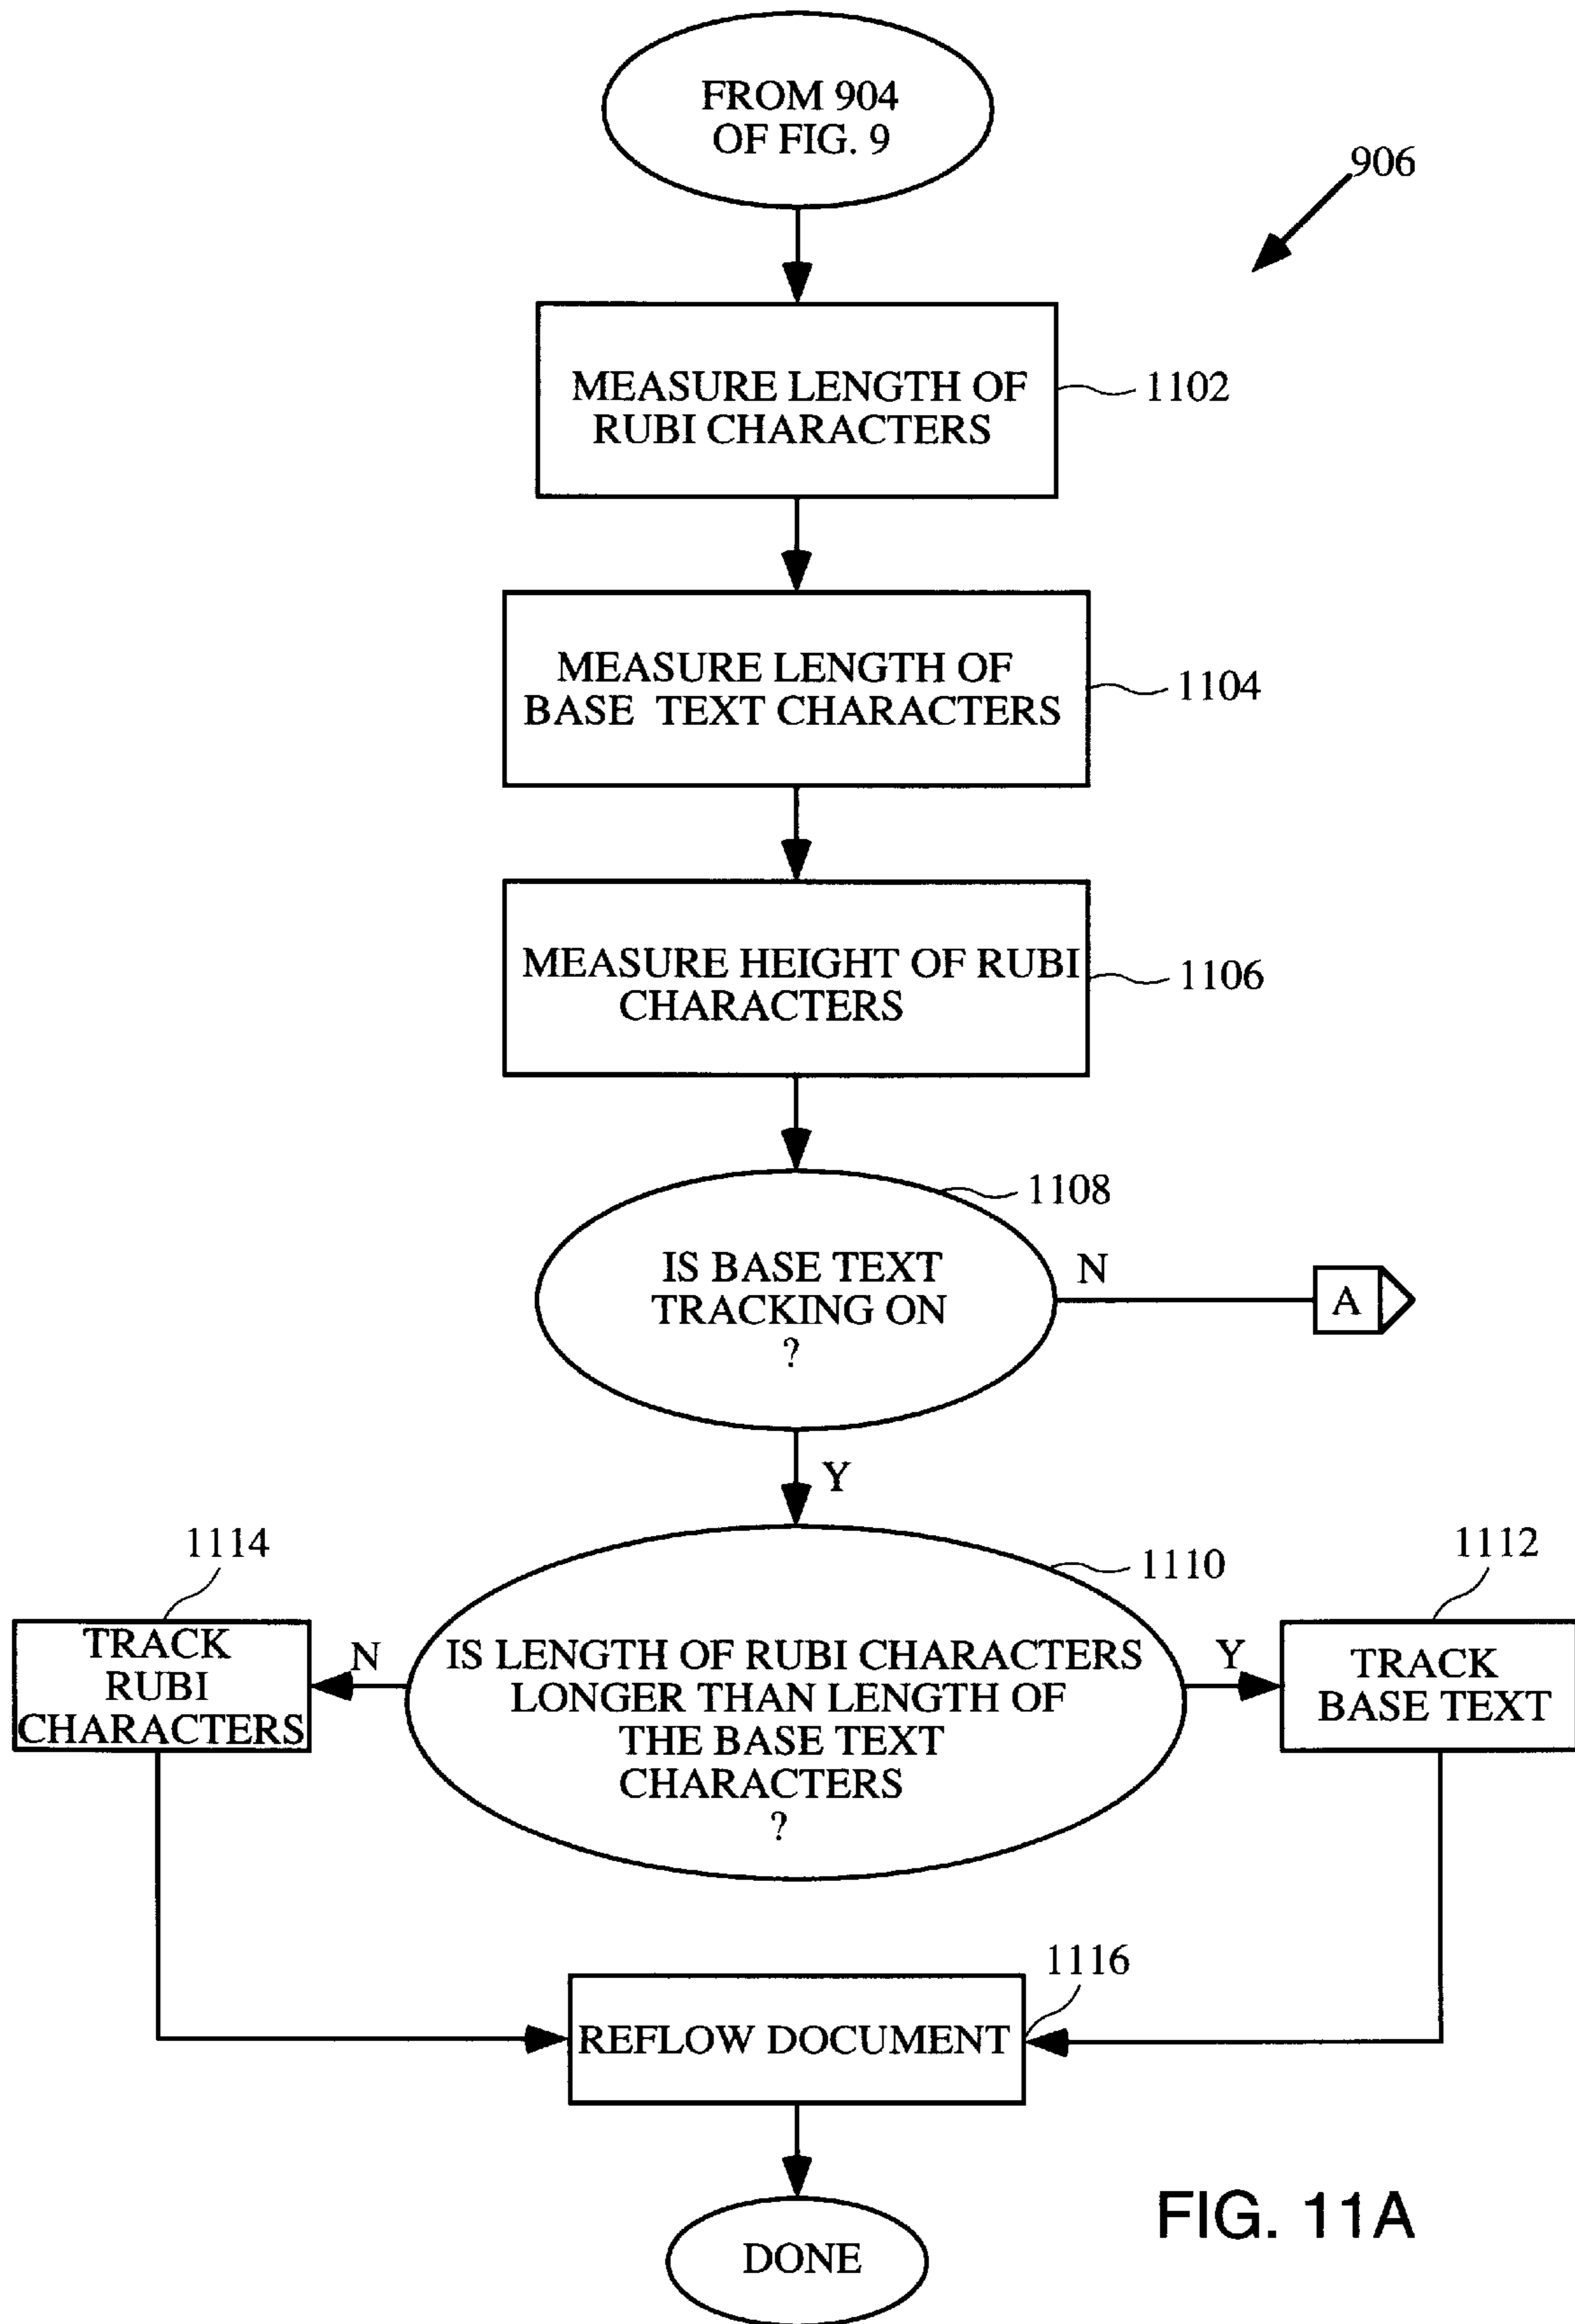 FROM 904
OF FIG. 9
906
MEASURE LENGTH OF
RUBI CHARACTERS
1102
MEASURE LENGTH OF
BASE TEXT CHARACTERS
1104
MEASURE HEIGHT OF RUBI
CHARACTERS
1106
1108
IS BASE TEXT
TRACKING ON
?
N
A
Y
1114
1110
1112
TRACK
RUBI
CHARACTERS
N
IS LENGTH OF RUBI CHARACTERS
LONGER THAN LENGTH OF
THE BASE TEXT
CHARACTERS
?
Y
TRACK
BASE TEXT
1116
REFLOW DOCUMENT
DONE
FIG. 11A